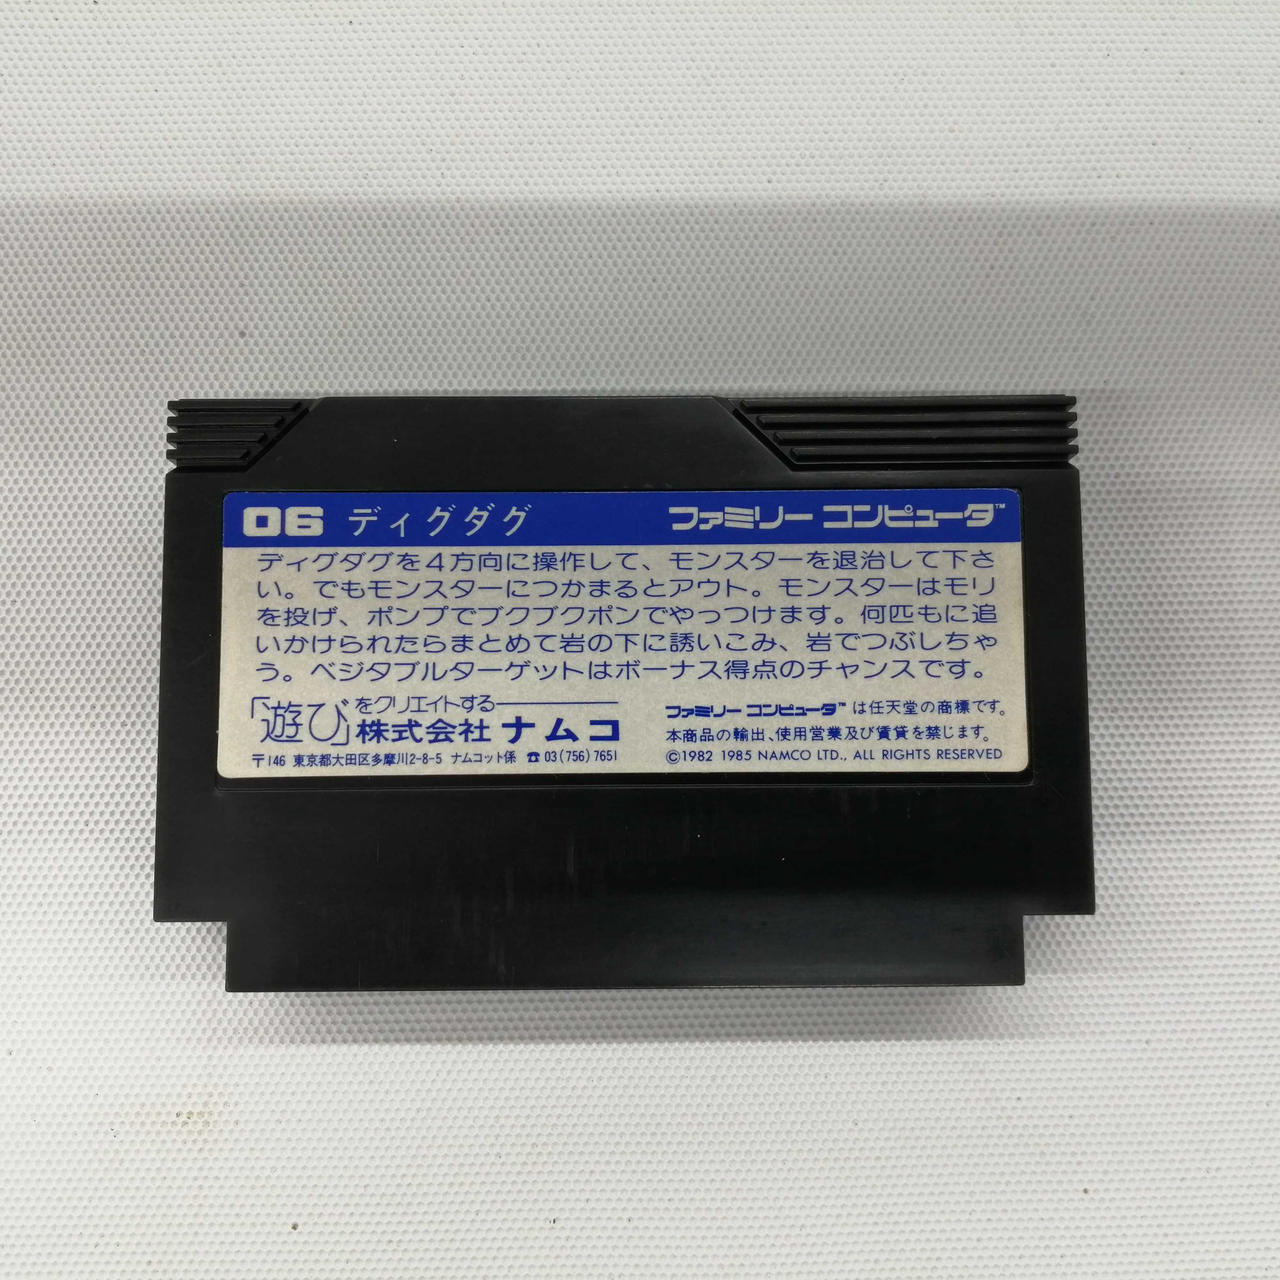 06 ディグダグ ファミリー コンピュータ™
ディグダグを4方向に操作して、モンスターを退治して下さ
い。でもモンスターにつかまるとアウト。モンスターはモリ
を投げ、ポンプでブクブクポンでやっつけます。何匹もに追
いかけられたらまとめて岩の下に誘いこみ、岩でつぶしちゃ
う。ベジタブルターゲットはボーナス得点のチャンスです。
「遊び」をクリエイトする
株式会社ナムコ
〒146 東京都大田区多摩川2-8-5 ナムコット係 ☎03(756)7651
ファミリー コンピュータ™は任天堂の商標です。
本商品の輸出、使用営業及び賃貸を禁じます。
©1982 1985 NAMCO LTD., ALL RIGHTS RESERVED